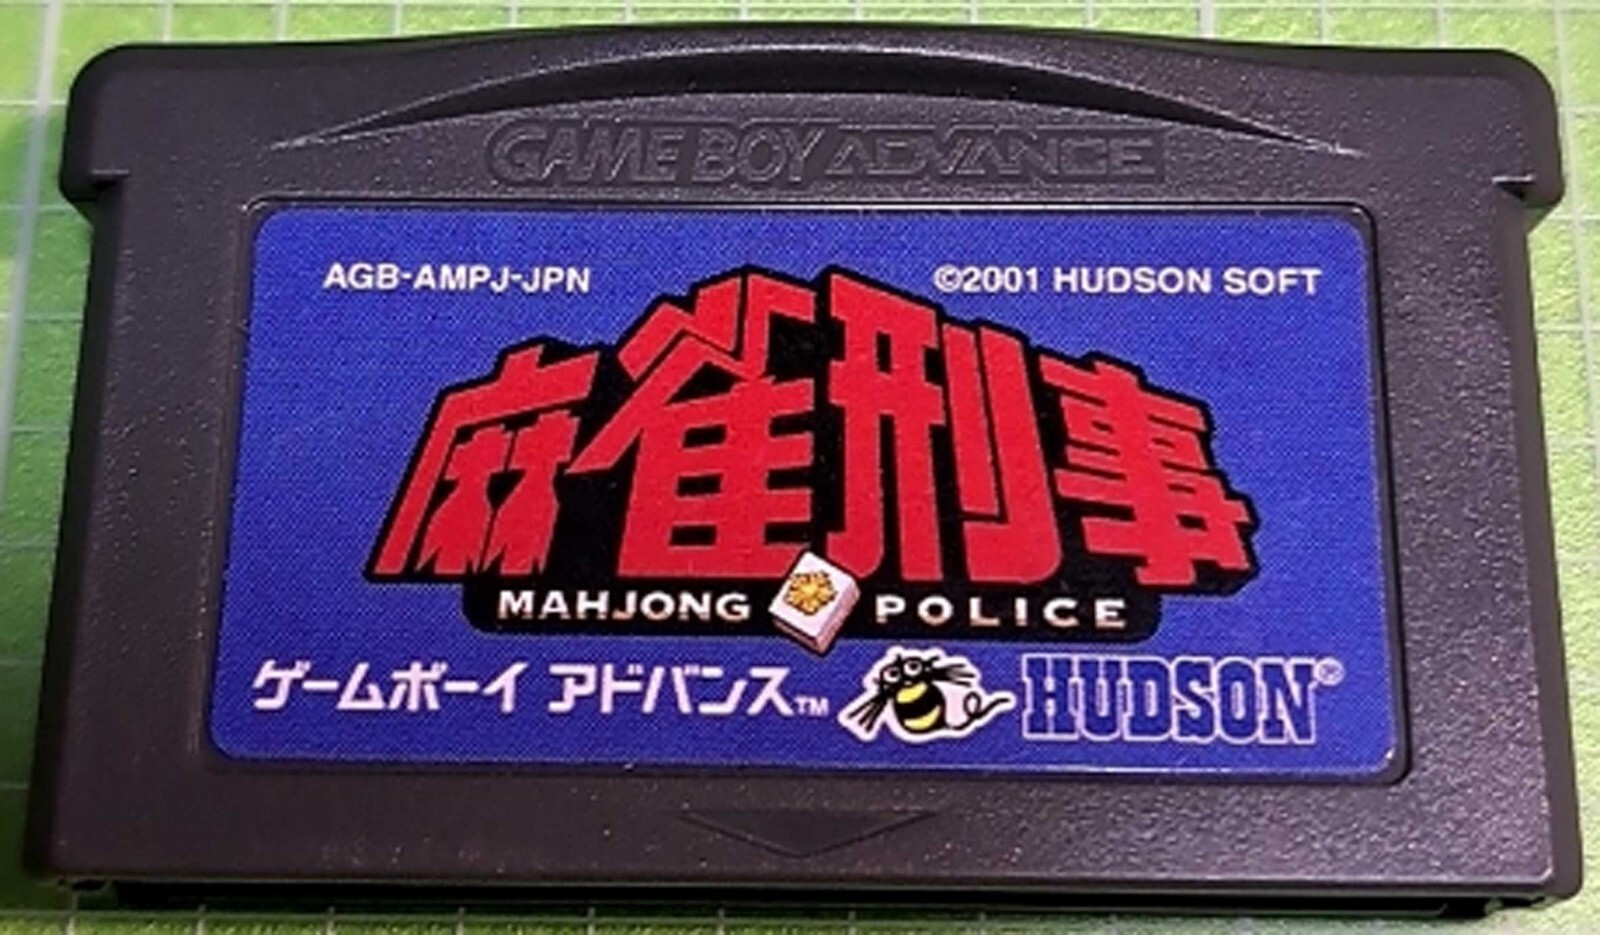 GAME BOY ADVANCE
AGB-AMPJ-JPN ©2001 HUDSON SOFT
麻雀刑事
MAHJONG POLICE
ゲームボーイ アドバンス™ HUDSON®